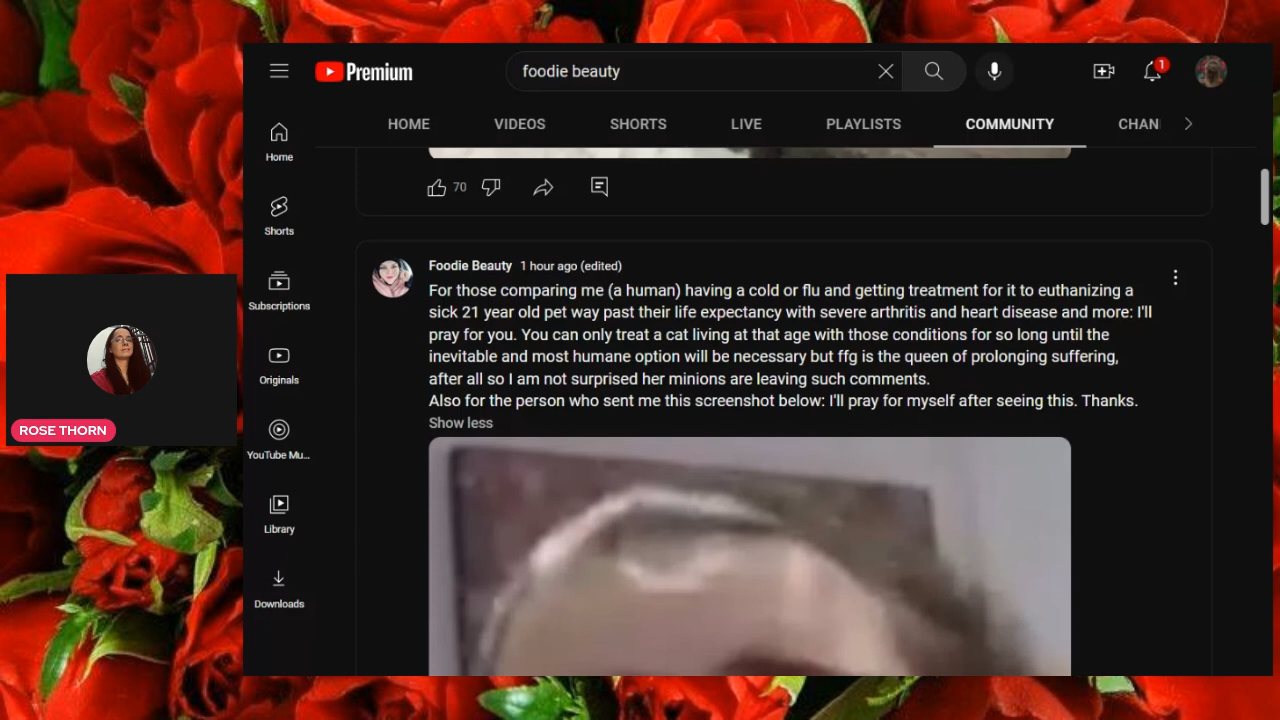 Premium
foodie beauty
1
HOME VIDEOS SHORTS LIVE PLAYLISTS COMMUNITY CHAN
Home
Shorts
Subscriptions
Originals
YouTube Mu...
Library
Downloads
70
Foodie Beauty 1 hour ago (edited)
For those comparing me (a human) having a cold or flu and getting treatment for it to euthanizing a
sick 21 year old pet way past their life expectancy with severe arthritis and heart disease and more: I'll
pray for you. You can only treat a cat living at that age with those conditions for so long until the
inevitable and most humane option will be necessary but ffg is the queen of prolonging suffering,
after all so I am not surprised her minions are leaving such comments.
Also for the person who sent me this screenshot below: I'll pray for myself after seeing this. Thanks.
Show less
ROSE THORN